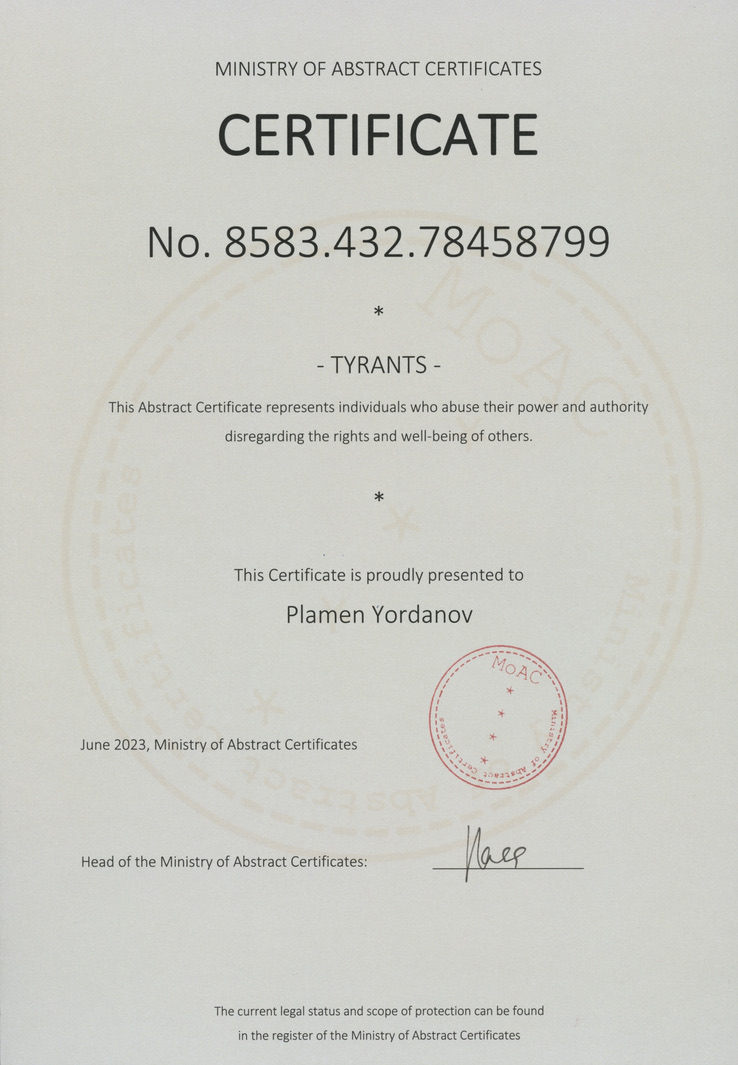 MINISTRY OF ABSTRACT CERTIFICATES
CERTIFICATE
No. 8583.432.78458799
*
- TYRANTS -
This Abstract Certificate represents individuals who abuse their power and authority
disregarding the rights and well-being of others.
*
This Certificate is proudly presented to
Plamen Yordanov
MoAC
Ministry of Abstract Certificates
June 2023, Ministry of Abstract Certificates
Head of the Ministry of Abstract Certificates:
The current legal status and scope of protection can be found
in the register of the Ministry of Abstract Certificates